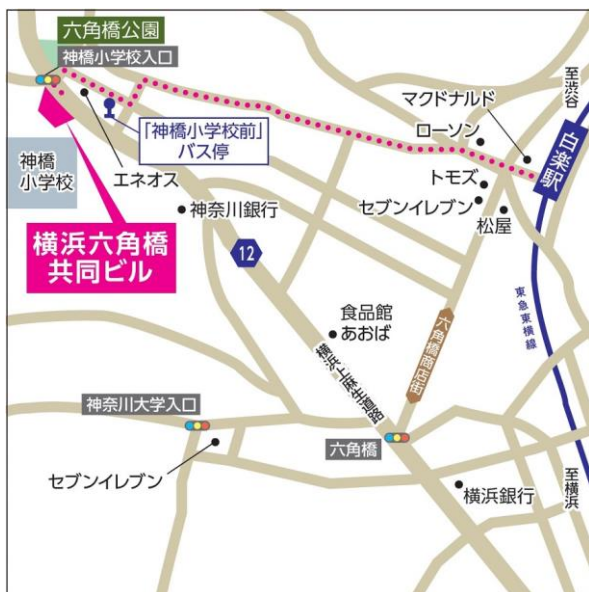 六角橋公園
神橋小学校入口
至渋谷
マクドナルド
ローソン
白楽駅
「神橋小学校前」
バス停
神橋
小学校
エネオス
トモズ
セブンイレブン
松屋
神奈川銀行
横浜六角橋
共同ビル
12
東急東横線
食品館
あおば
六角橋商店街
横浜上麻生道路
神奈川大学入口
六角橋
セブンイレブン
横浜銀行
至横浜